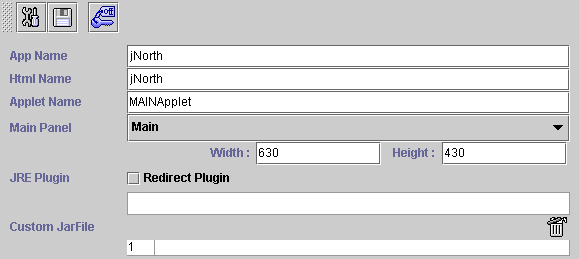 Off
App Name jNorth
Html Name jNorth
Applet Name MAINApplet
Main Panel Main
Width : 630 Height : 430
JRE Plugin Redirect Plugin
Custom JarFile
1